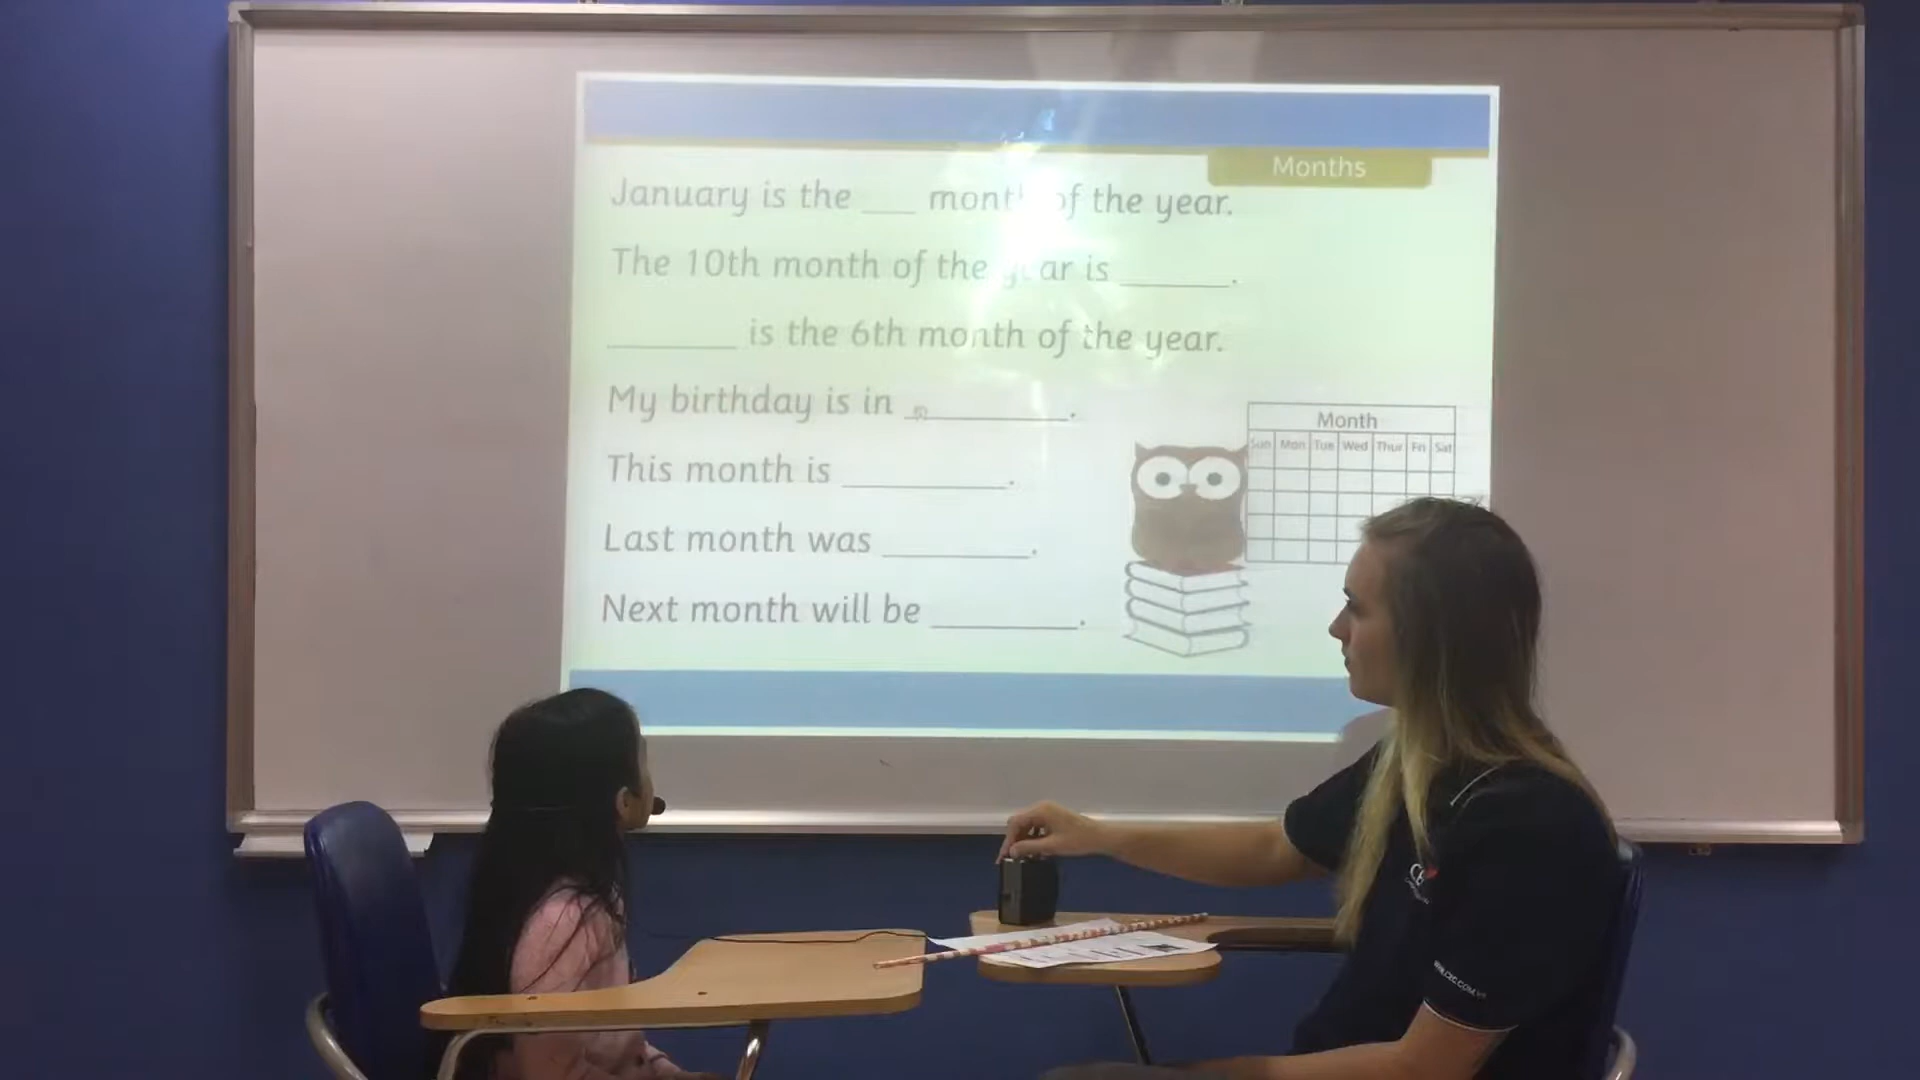 Months
January is the ___ month of the year.
The 10th month of the year is ______.
_______ is the 6th month of the year.
My birthday is in _________.
This month is _________.
Last month was ________.
Next month will be ________.
Month
Sun Mon Tue Wed Thur Fri Sat